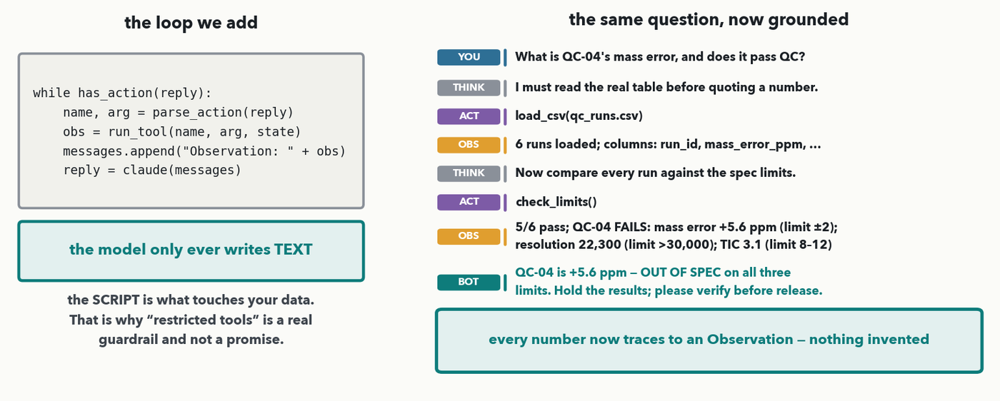 the loop we add
while has_action(reply):
    name, arg = parse_action(reply)
    obs = run_tool(name, arg, state)
    messages.append("Observation: " + obs)
    reply = claude(messages)
the model only ever writes TEXT
the SCRIPT is what touches your data.
That is why “restricted tools” is a real
guardrail and not a promise.
the same question, now grounded
YOU What is QC-04's mass error, and does it pass QC?
THINK I must read the real table before quoting a number.
ACT load_csv(qc_runs.csv)
OBS 6 runs loaded; columns: run_id, mass_error_ppm, ...
THINK Now compare every run against the spec limits.
ACT check_limits()
OBS 5/6 pass; QC-04 FAILS: mass error +5.6 ppm (limit ±2);
resolution 22,300 (limit >30,000); TIC 3.1 (limit 8–12)
BOT QC-04 is +5.6 ppm — OUT OF SPEC on all three
limits. Hold the results; please verify before release.
every number now traces to an Observation — nothing invented